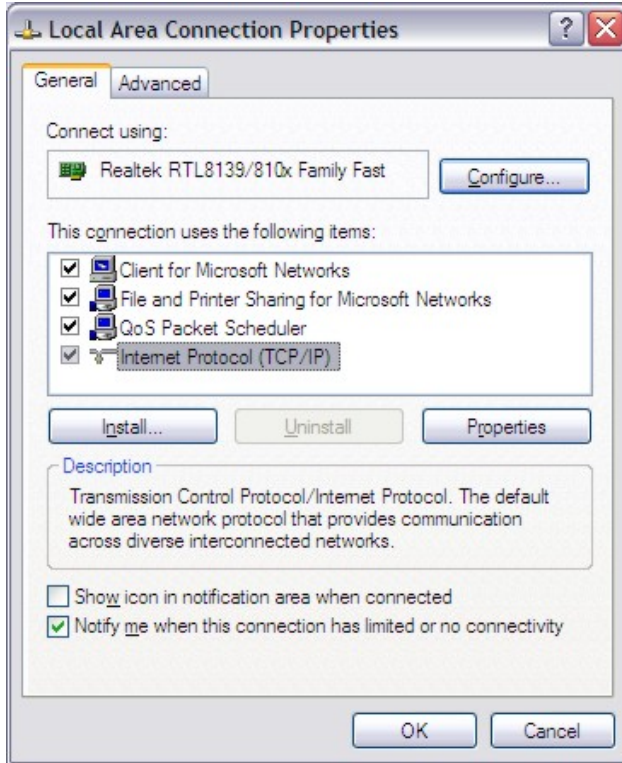 Local Area Connection Properties
General
Advanced
Connect using:
Realtek RTL8139/810x Family Fast
Configure...
This connection uses the following items:
Client for Microsoft Networks
File and Printer Sharing for Microsoft Networks
QoS Packet Scheduler
Internet Protocol (TCP/IP)
Install...
Uninstall
Properties
Description
Transmission Control Protocol/Internet Protocol. The default
wide area network protocol that provides communication
across diverse interconnected networks.
Show icon in notification area when connected
Notify me when this connection has limited or no connectivity
OK
Cancel